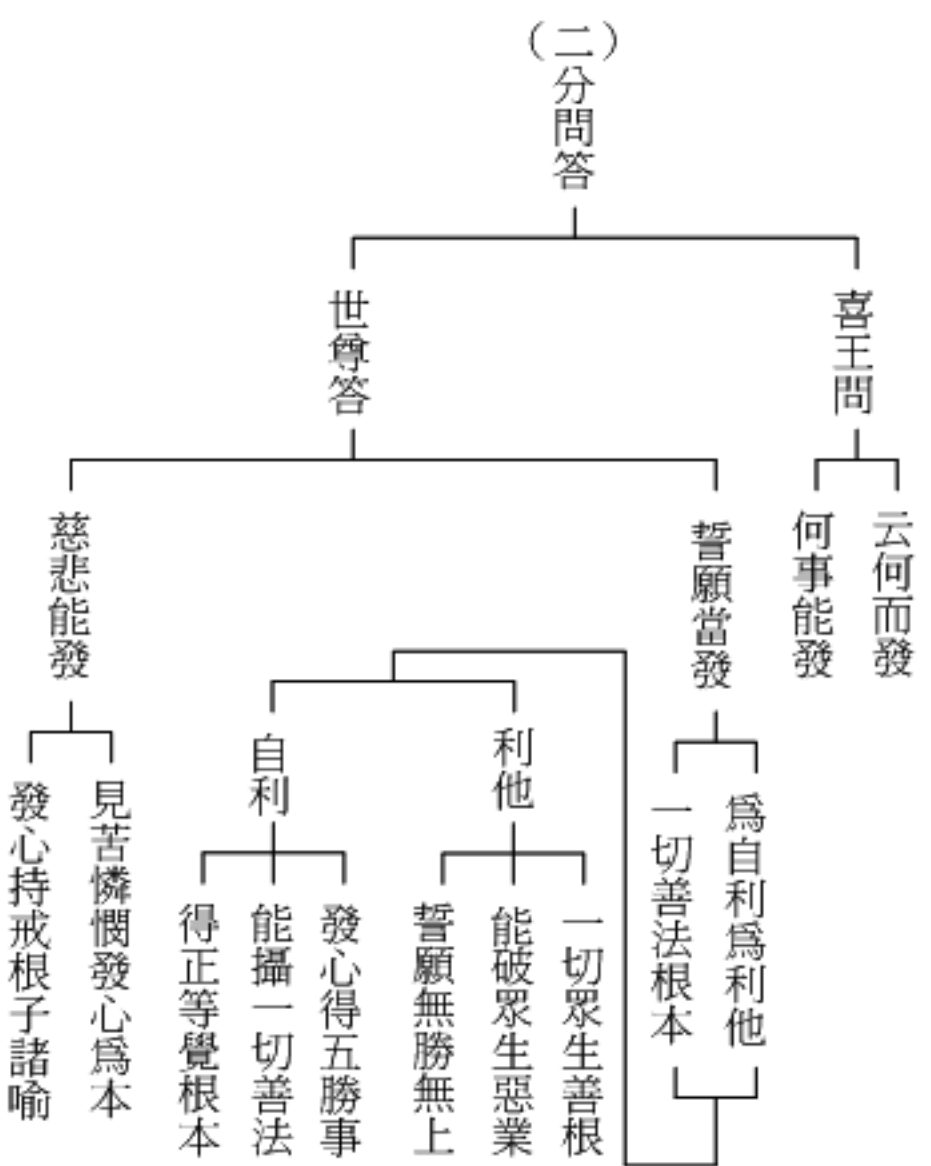 （二）分問答
喜王問
云何而發
何事能發
世尊答
誓願當發
為自利為利他
一切善法根本
利他
一切眾生善根
能破眾生惡業
誓願無勝無上
自利
發心得五勝事
能攝一切善法
得正等覺根本
慈悲能發
見苦憐憫發心為本
發心持戒根子諸喻